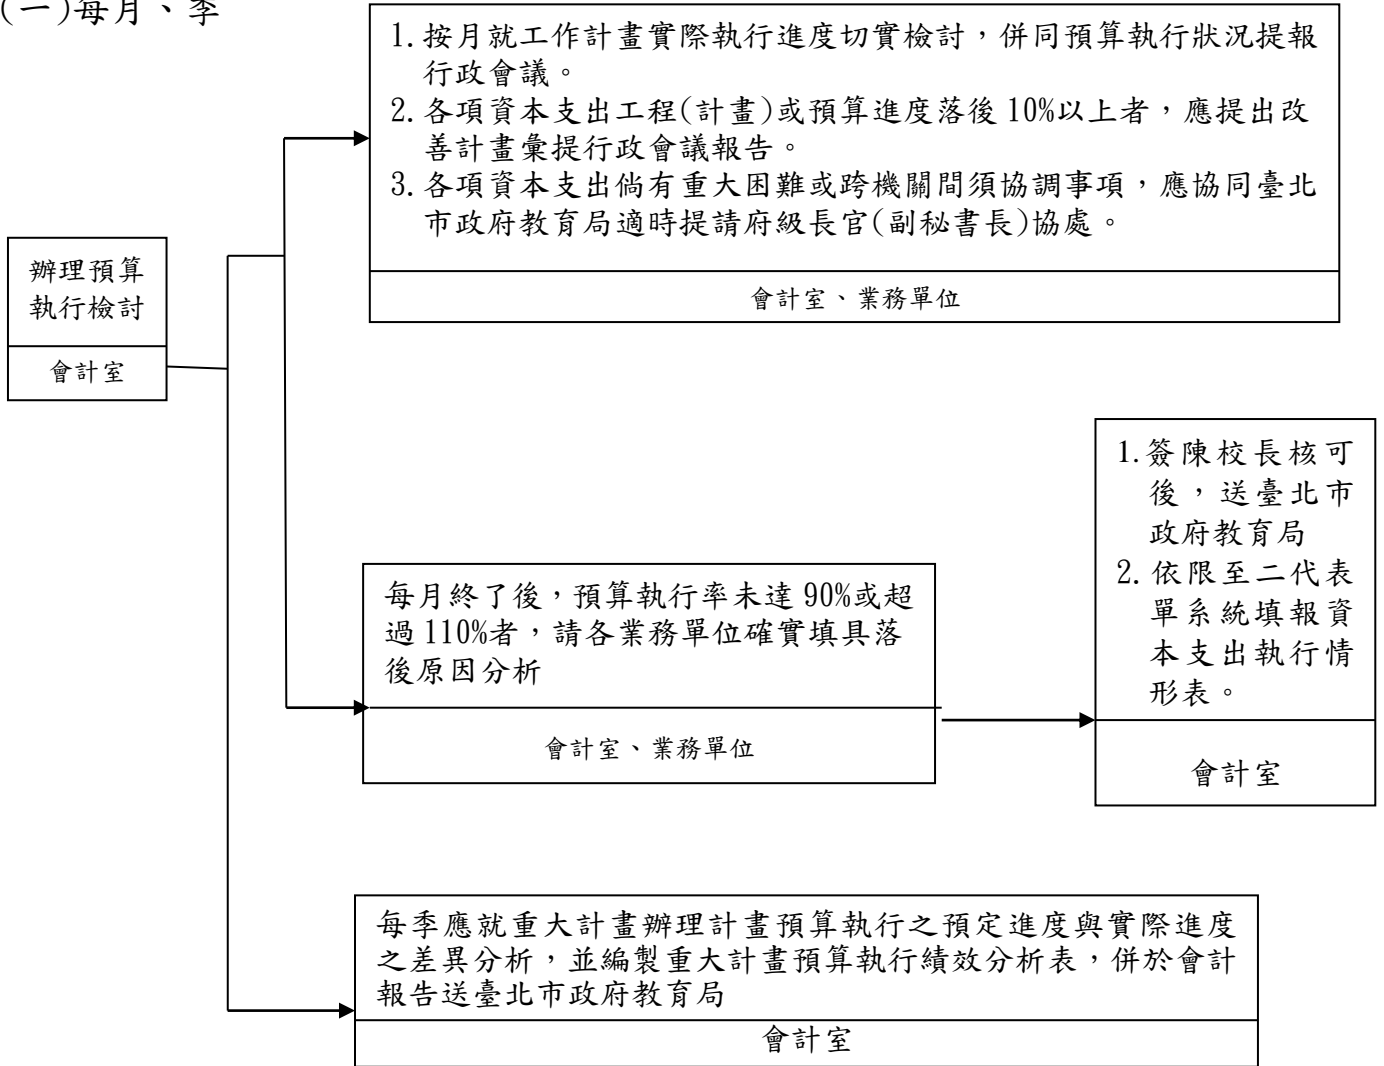 (一)每月、季
1.按月就工作計畫實際執行進度切實檢討，併同預算執行狀況提報
行政會議。
2.各項資本支出工程(計畫)或預算進度落後 10%以上者，應提出改
善計畫彙提行政會議報告。
3.各項資本支出倘有重大困難或跨機關間須協調事項，應協同臺北
市政府教育局適時提請府級長官(副秘書長)協處。
會計室、業務單位
辦理預算
執行檢討
會計室
1.簽陳校長核可
後，送臺北市
政府教育局
2.依限至二代表
單系統填報資
本支出執行情
形表。
會計室
每月終了後，預算執行率未達 90%或超
過 110%者，請各業務單位確實填具落
後原因分析
會計室、業務單位
每季應就重大計畫辦理計畫預算執行之預定進度與實際進度
之差異分析，並編製重大計畫預算執行績效分析表，併於會計
報告送臺北市政府教育局
會計室